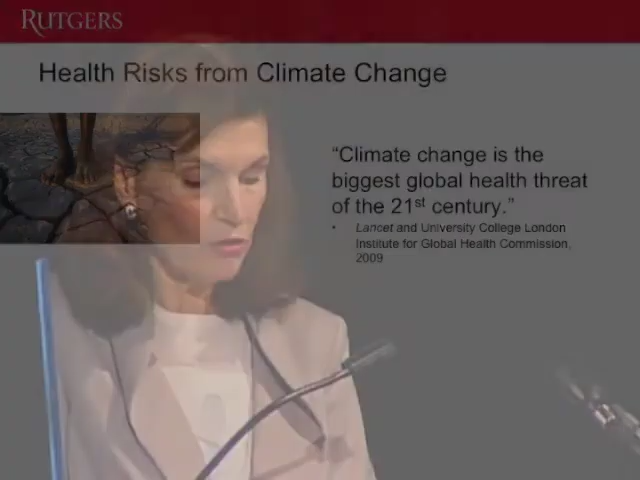 RUTGERS
Health Risks from Climate Change
“Climate change is the
biggest global health threat
of the 21st century.”
• Lancet and University College London
Institute for Global Health Commission,
2009